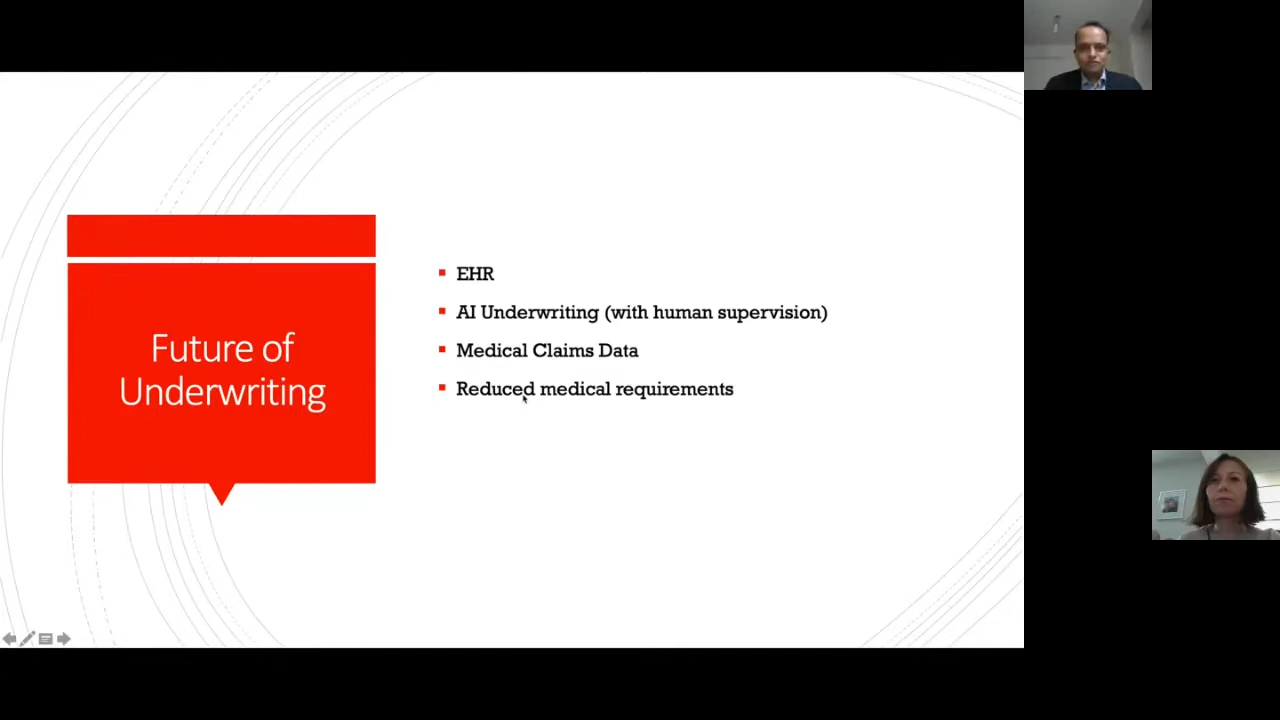 Future of
Underwriting
EHR
AI Underwriting (with human supervision)
Medical Claims Data
Reduced medical requirements